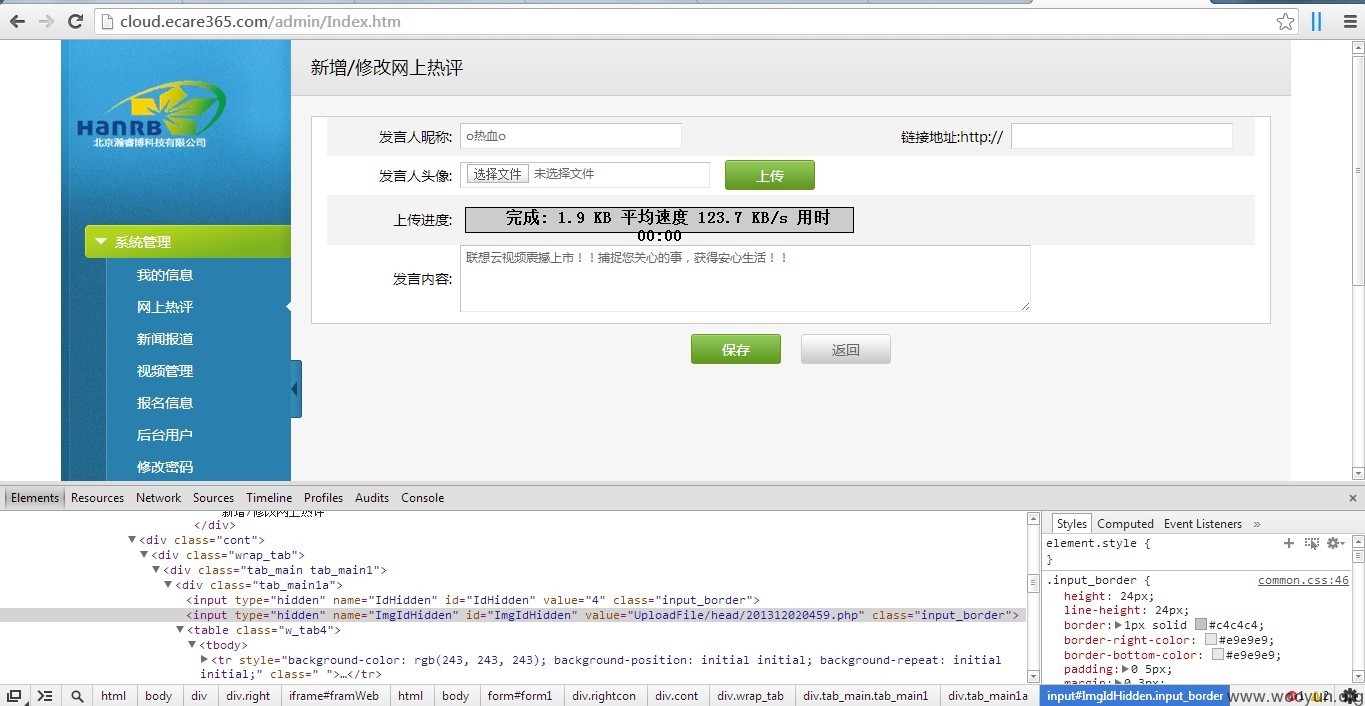 cloud.ecare365.com/admin/Index.htm
HANRB
北京瀚睿博科技有限公司
新增/修改网上热评
发言人昵称: o热血o 链接地址:http://
发言人头像: 选择文件 未选择文件 上传
上传进度: 完成: 1.9 KB 平均速度 123.7 KB/s 用时
00:00
发言内容: 联想云视频震撼上市！！捕捉您关心的事，获得安心生活！！
保存 返回
系统管理
我的信息
网上热评
新闻报道
视频管理
报名信息
后台用户
修改密码
Elements Resources Network Sources Timeline Profiles Audits Console
新增/修改网上热评
</div>
<div class="cont">
<div class="wrap_tab">
<div class="tab_main tab_main1">
<div class="tab_main1a">
<input type="hidden" name="IdHidden" id="IdHidden" value="4" class="input_border">
<input type="hidden" name="ImgIdHidden" id="ImgIdHidden" value="UploadFile/head/201312020459.php" class="input_border">
<table class="w_tab4">
<tbody>
<tr style="background-color: rgb(243, 243, 243); background-position: initial initial; background-repeat: initial
initial;" class=" ">…</tr>
Styles Computed Event Listeners »
element.style {
}
.input_border { common.css:46
height: 24px;
line-height: 24px;
border: 1px solid #c4c4c4;
border-right-color: #e9e9e9;
border-bottom-color: #e9e9e9;
padding: 0 5px;
margin: 0 3px;
html body div div.right iframe#framWeb html body form#form1 div.rightcon div.cont div.wrap_tab div.tab_main.tab_main1 div.tab_main1a input#ImgIdHidden.input_border
www.wooyun.org